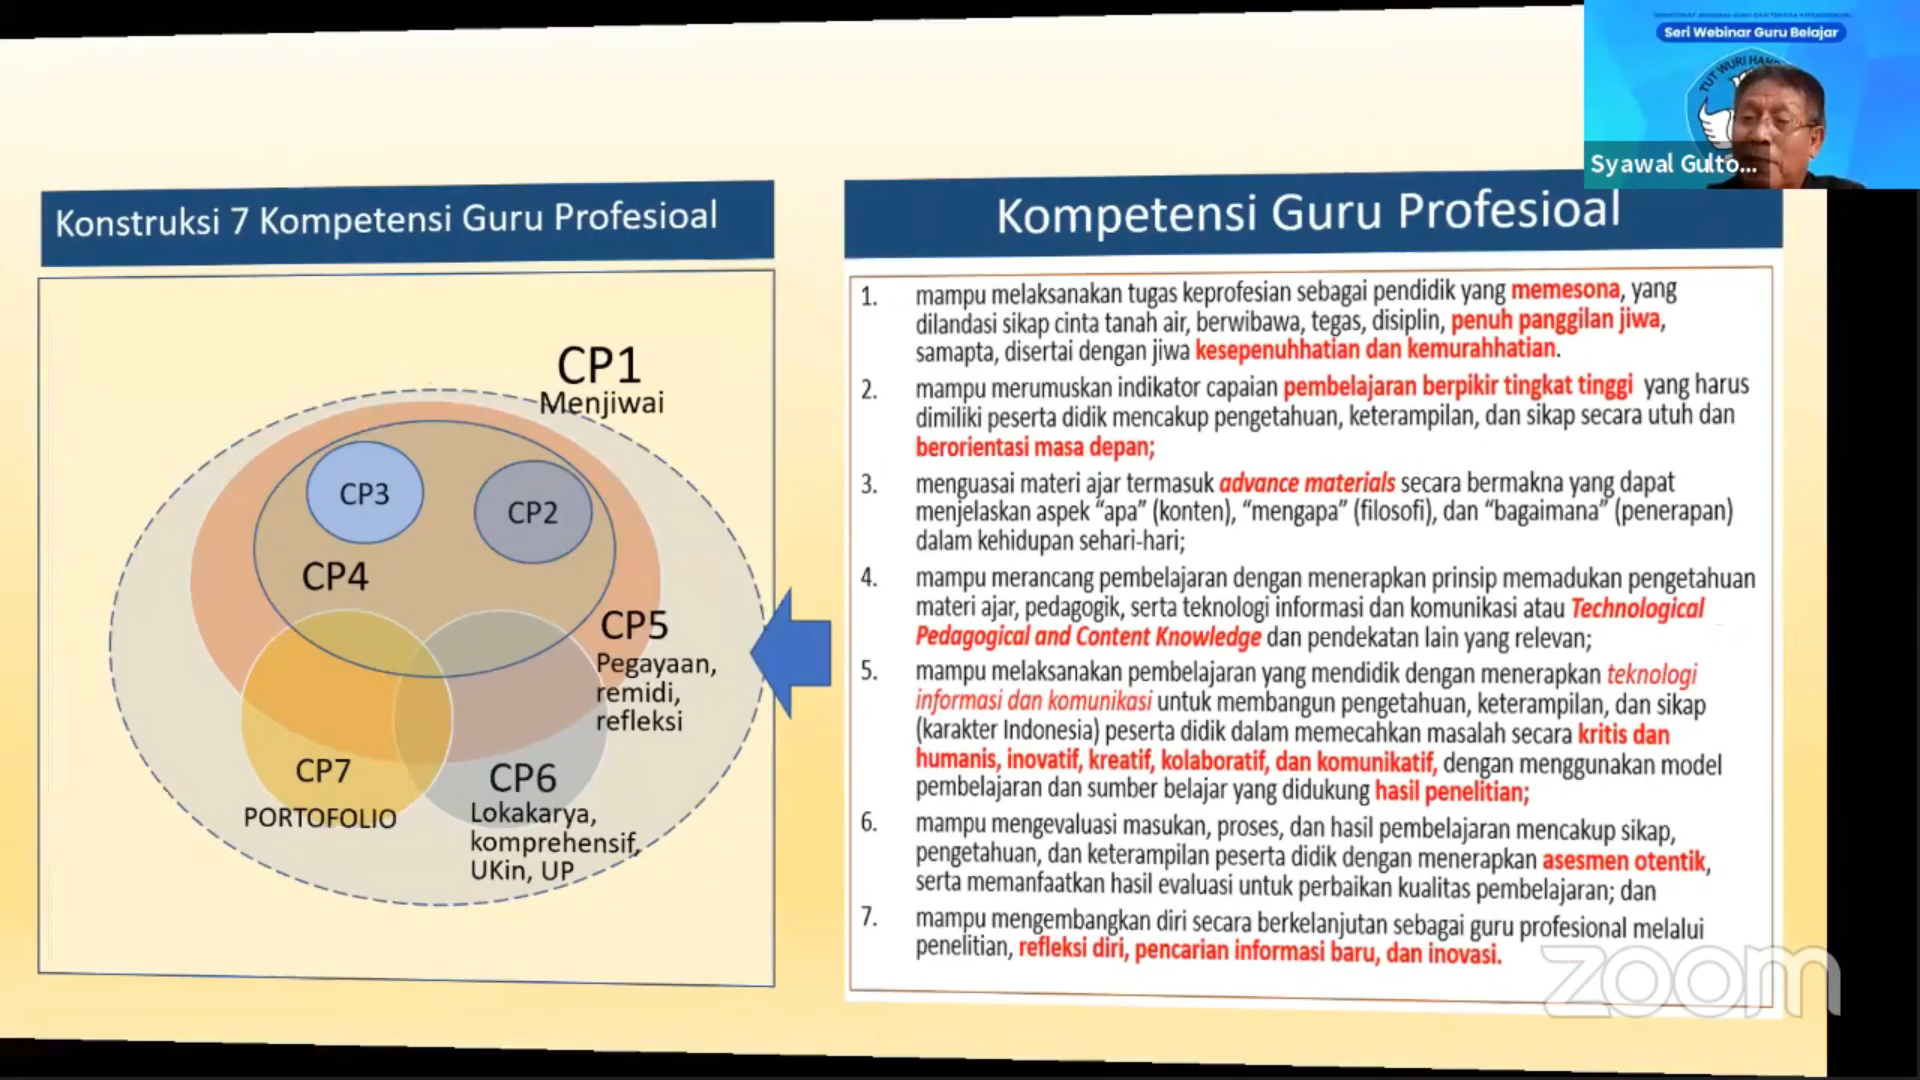 Seri Webinar Guru Belajar
TUT WURI HAN
Syawal Gulto...
Konstruksi 7 Kompetensi Guru Profesioal
CP1
Menjiwai
CP3
CP2
CP4
CP5
Pegayaan,
remidi,
refleksi
CP7
PORTOFOLIO
CP6
Lokakarya,
komprehensif,
UKin, UP
Kompetensi Guru Profesioal
1. mampu melaksanakan tugas keprofesian sebagai pendidik yang memesona, yang
dilandasi sikap cinta tanah air, berwibawa, tegas, disiplin, penuh panggilan jiwa,
samapta, disertai dengan jiwa kesepenuhhatian dan kemurahhatian.
2. mampu merumuskan indikator capaian pembelajaran berpikir tingkat tinggi yang harus
dimiliki peserta didik mencakup pengetahuan, keterampilan, dan sikap secara utuh dan
berorientasi masa depan;
3. menguasai materi ajar termasuk advance materials secara bermakna yang dapat
menjelaskan aspek “apa” (konten), “mengapa” (filosofi), dan “bagaimana” (penerapan)
dalam kehidupan sehari-hari;
4. mampu merancang pembelajaran dengan menerapkan prinsip memadukan pengetahuan
materi ajar, pedagogik, serta teknologi informasi dan komunikasi atau Technological
Pedagogical and Content Knowledge dan pendekatan lain yang relevan;
5. mampu melaksanakan pembelajaran yang mendidik dengan menerapkan teknologi
informasi dan komunikasi untuk membangun pengetahuan, keterampilan, dan sikap
(karakter Indonesia) peserta didik dalam memecahkan masalah secara kritis dan
humanis, inovatif, kreatif, kolaboratif, dan komunikatif, dengan menggunakan model
pembelajaran dan sumber belajar yang didukung hasil penelitian;
6. mampu mengevaluasi masukan, proses, dan hasil pembelajaran mencakup sikap,
pengetahuan, dan keterampilan peserta didik dengan menerapkan asesmen otentik,
serta memanfaatkan hasil evaluasi untuk perbaikan kualitas pembelajaran; dan
7. mampu mengembangkan diri secara berkelanjutan sebagai guru profesional melalui
penelitian, refleksi diri, pencarian informasi baru, dan inovasi.
zoom